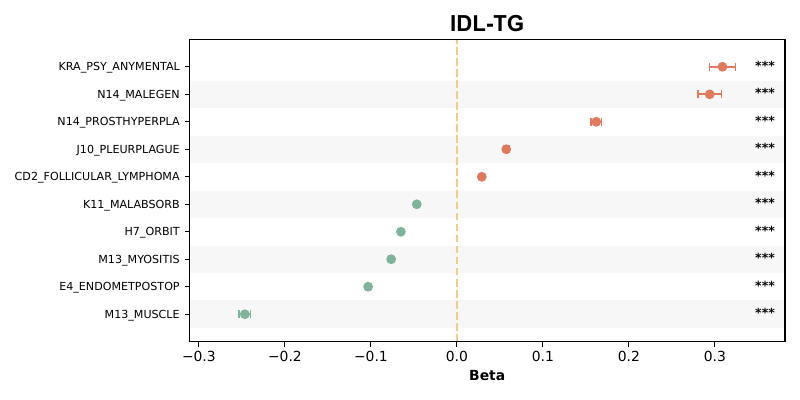 IDL-TG
KRA_PSY_ANYMENTAL ***
N14_MALEGEN ***
N14_PROSTHYPERPLA ***
J10_PLEURPLAGUE ***
CD2_FOLLICULAR_LYMPHOMA ***
K11_MALABSORB ***
H7_ORBIT ***
M13_MYOSITIS ***
E4_ENDOMETPOSTOP ***
M13_MUSCLE ***
−0.3 −0.2 −0.1 0.0 0.1 0.2 0.3
Beta